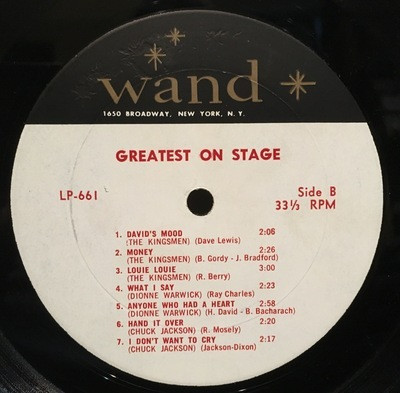 wand
1650 BROADWAY, NEW YORK, N. Y.
GREATEST ON STAGE
LP-661
Side B
33⅓ RPM
1. DAVID'S MOOD 2:06
(THE KINGSMEN) (Dave Lewis)
2. MONEY 2:26
(THE KINGSMEN) (B. Gordy - J. Bradford)
3. LOUIE LOUIE 3:00
(THE KINGSMEN) (R. Berry)
4. WHAT I SAY 2:23
(DIONNE WARWICK) (Ray Charles)
5. ANYONE WHO HAD A HEART 2:58
(DIONNE WARWICK) (H. David - B. Bacharach)
6. HAND IT OVER 2:20
(CHUCK JACKSON) (R. Mosely)
7. I DON'T WANT TO CRY 2:17
(CHUCK JACKSON) (Jackson-Dixon)